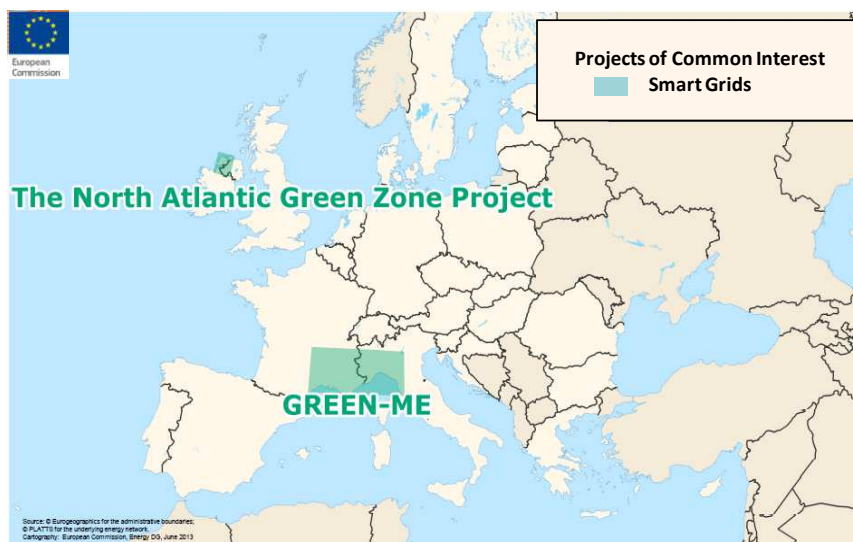 European
Commission
Projects of Common Interest
Smart Grids
The North Atlantic Green Zone Project
GREEN-ME
Source: © Eurogeographics for the administrative boundaries;
© PLATTS for the underlying energy network.
Cartography: European Commission, Energy DG, June 2013